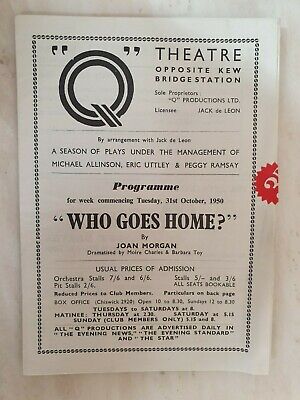 "Q"
THEATRE
OPPOSITE KEW
BRIDGE STATION
Sole Proprietors :
"Q" PRODUCTIONS LTD.
Licensee JACK de LEON
By arrangement with Jack de Leon
A SEASON OF PLAYS UNDER THE MANAGEMENT OF
MICHAEL ALLINSON, ERIC UTTLEY & PEGGY RAMSAY
Programme
for week commencing Tuesday, 31st October, 1950
"WHO GOES HOME?"
By
JOAN MORGAN
Dramatised by Moire Charles & Barbara Toy
USUAL PRICES OF ADMISSION
Orchestra Stalls 7/6 & 6/6. Stalls 5/- and 3/6
Pit Stalls 2/6. ALL SEATS BOOKABLE
Reduced Prices to Club Members. Particulars on back page
BOX OFFICE (Chiswick 2920) Open 10 to 8.30, Sundays 12 to 8.30
TUESDAYS to SATURDAYS at 8.
MATINEE: THURSDAY at 2.30. SATURDAY at 5.15
SUNDAY (CLUB MEMBERS ONLY) 5.15 and 8.
ALL "Q" PRODUCTIONS ARE ADVERTISED DAILY IN
"THE EVENING NEWS," "THE EVENING STANDARD"
and "THE STAR"